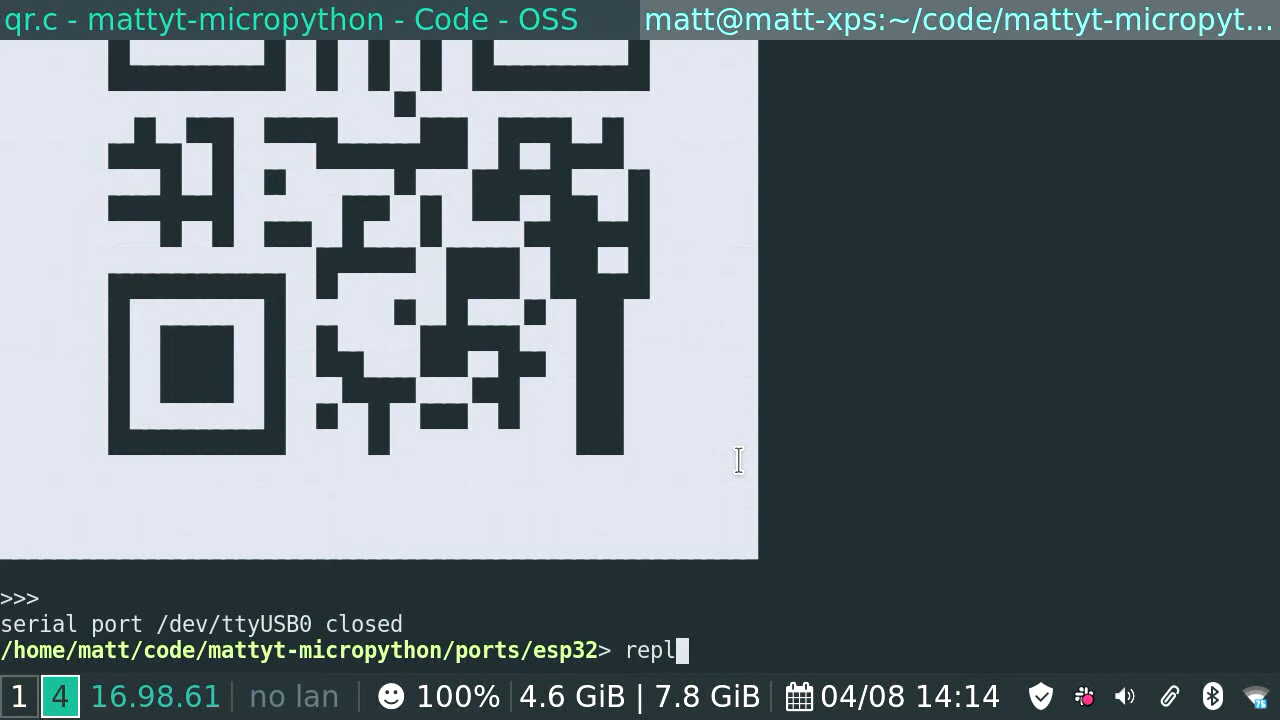 qr.c - mattyt-micropython - Code - OSS
matt@matt-xps:~/code/mattyt-micropyt...
>>>
serial port /dev/ttyUSB0 closed
/home/matt/code/mattyt-micropython/ports/esp32> repl
1 4 16.98.61 no lan 100% 4.6 GiB | 7.8 GiB 04/08 14:14 75